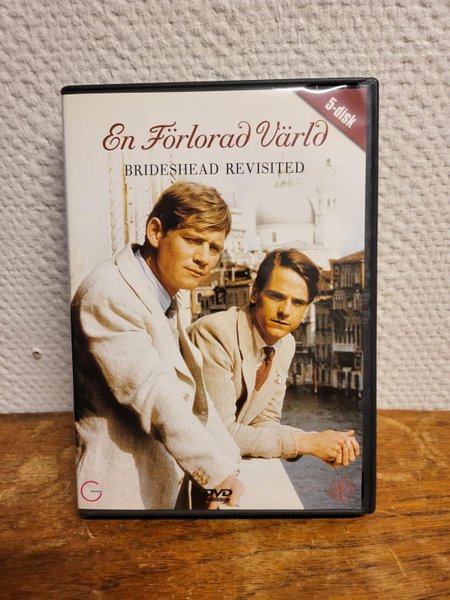 5-disk
En Förlorad Värld
BRIDESHEAD REVISITED
G
DVD